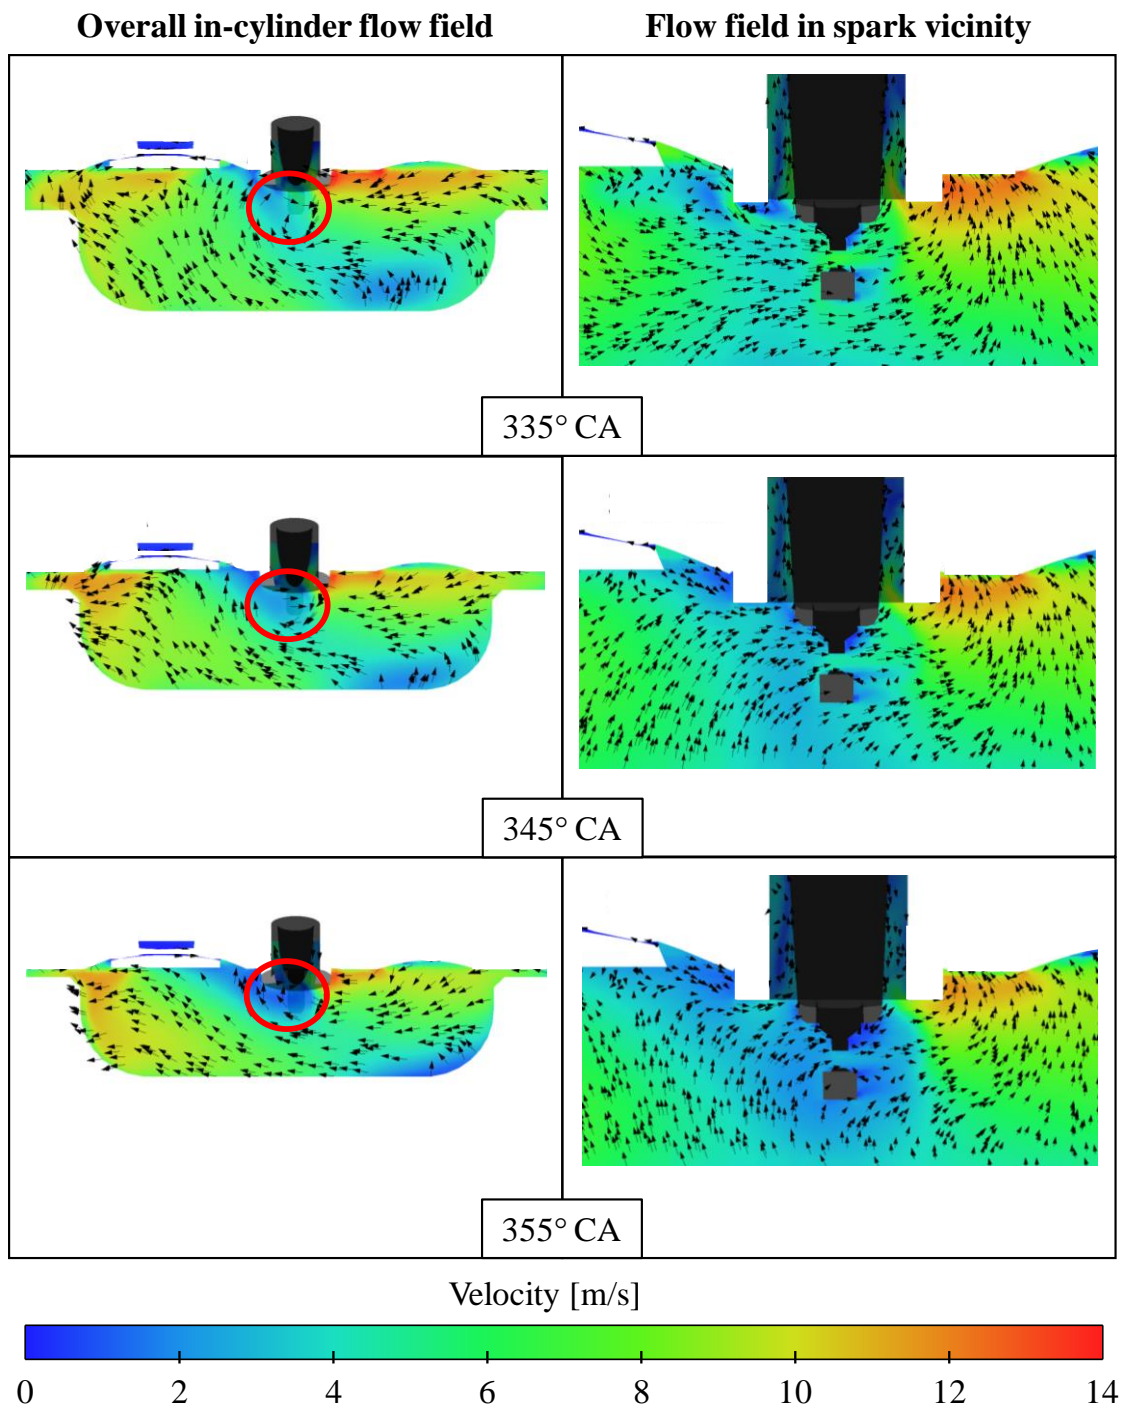 Overall in-cylinder flow field
Flow field in spark vicinity
335° CA
345° CA
355° CA
Velocity [m/s]
0 2 4 6 8 10 12 14